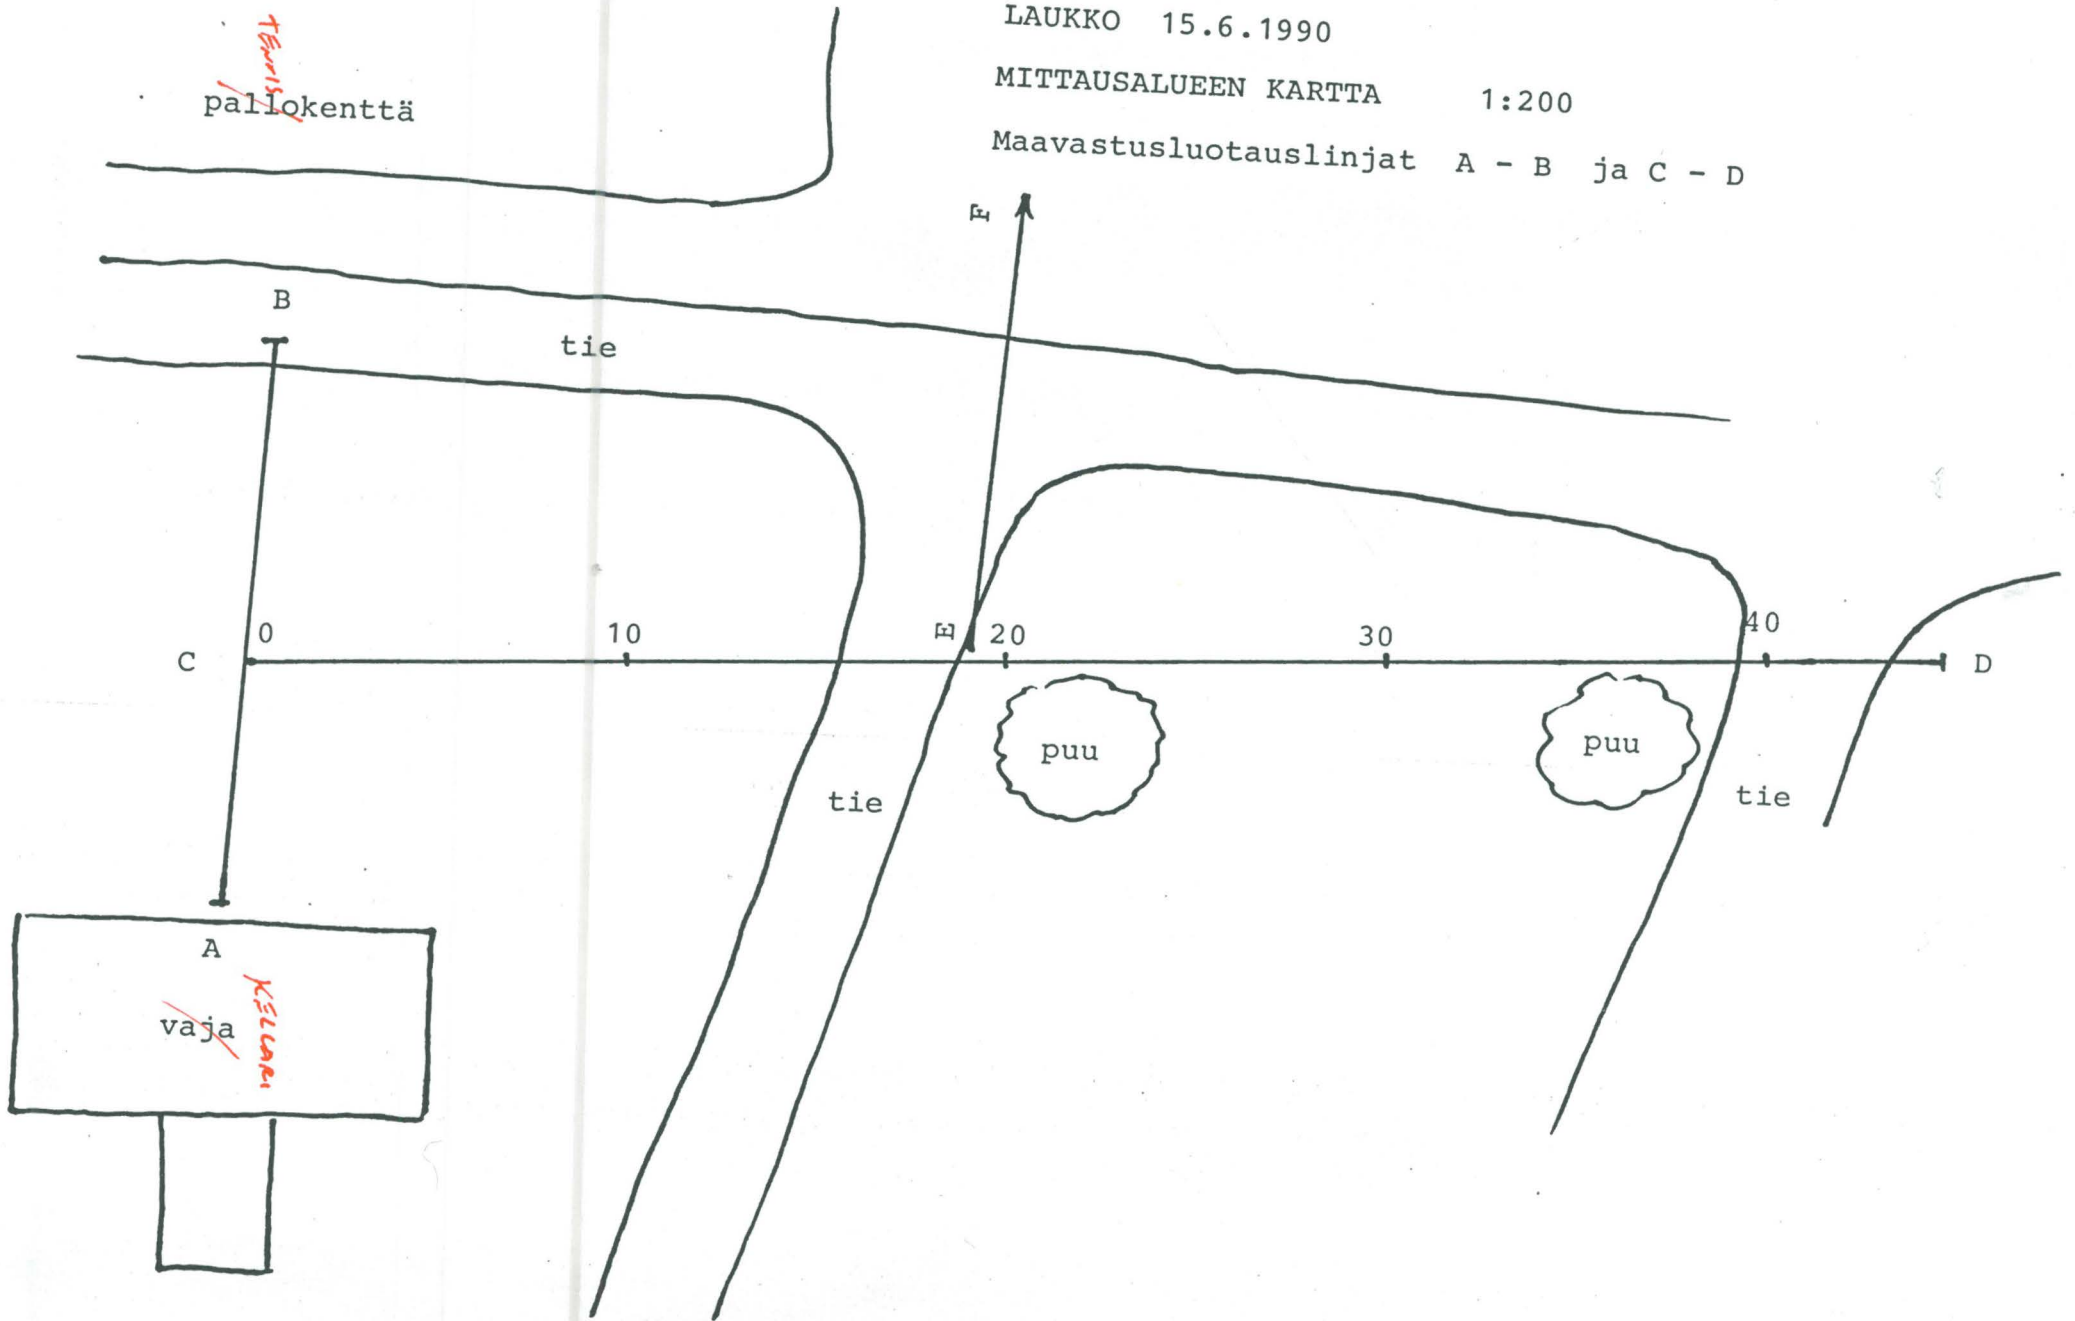 LAUKKO 15.6.1990
MITTAUSALUEEN KARTTA 1:200
Maavastusluotauslinjat A - B ja C - D
TENNIS
pallokenttä
F
B
tie
C 0 10 E 20 30 40 D
puu
puu
tie
tie
A
vaja
KELLARI